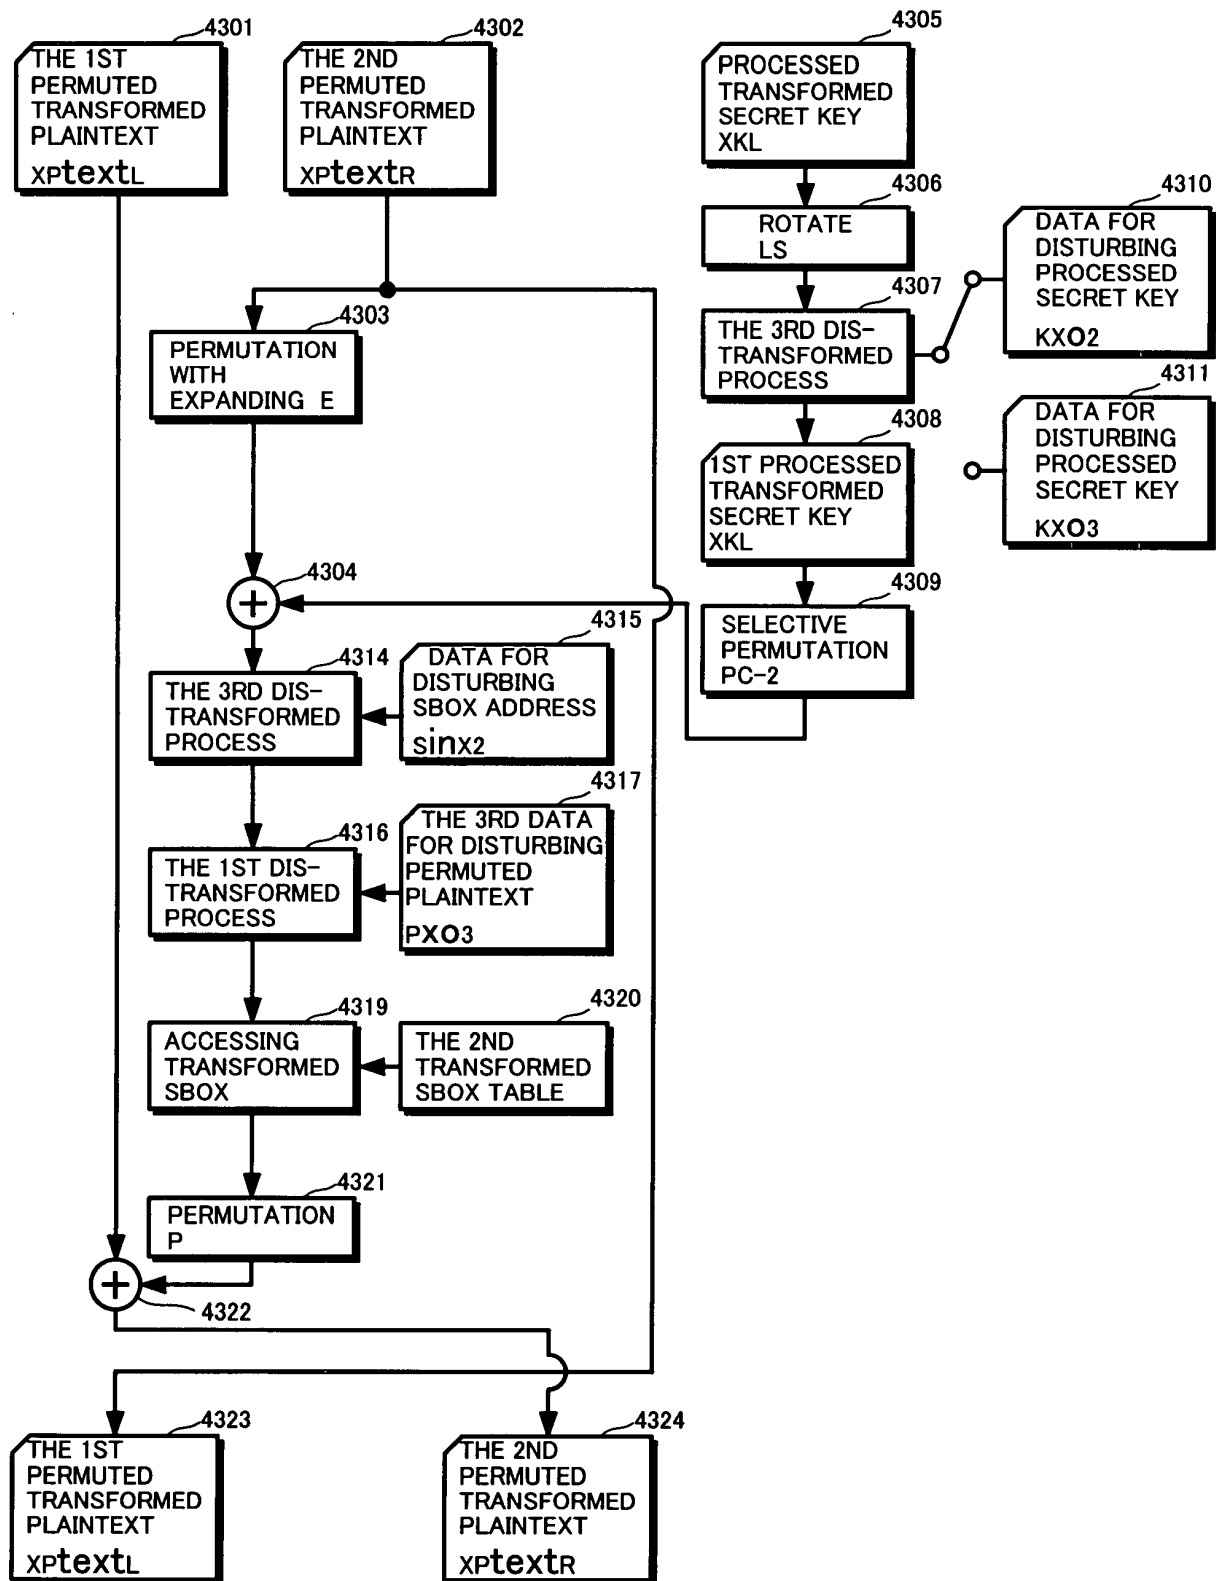 4301
THE 1ST
PERMUTED
TRANSFORMED
PLAINTEXT
XPtextL
4302
THE 2ND
PERMUTED
TRANSFORMED
PLAINTEXT
XPtextR
4305
PROCESSED
TRANSFORMED
SECRET KEY
XKL
4306
ROTATE
LS
4310
DATA FOR
DISTURBING
PROCESSED
SECRET KEY
KXO2
4307
THE 3RD DIS-
TRANSFORMED
PROCESS
4303
PERMUTATION
WITH
EXPANDING E
4311
DATA FOR
DISTURBING
PROCESSED
SECRET KEY
KXO3
4308
1ST PROCESSED
TRANSFORMED
SECRET KEY
XKL
4304
4309
SELECTIVE
PERMUTATION
PC-2
4314
THE 3RD DIS-
TRANSFORMED
PROCESS
4315
DATA FOR
DISTURBING
SBOX ADDRESS
sinx2
4316
THE 1ST DIS-
TRANSFORMED
PROCESS
4317
THE 3RD DATA
FOR DISTURBING
PERMUTED
PLAINTEXT
PXO3
4319
ACCESSING
TRANSFORMED
SBOX
4320
THE 2ND
TRANSFORMED
SBOX TABLE
4321
PERMUTATION
P
4322
4323
THE 1ST
PERMUTED
TRANSFORMED
PLAINTEXT
XPtextL
4324
THE 2ND
PERMUTED
TRANSFORMED
PLAINTEXT
XPtextR